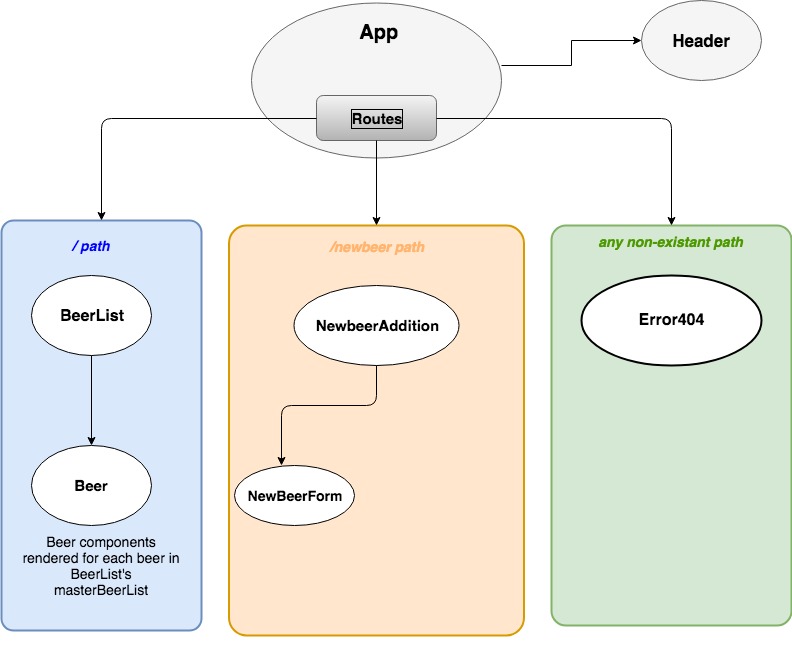 App
Header
Routes
/ path
/newbeer path
any non-existant path
BeerList
NewbeerAddition
Error404
Beer
NewBeerForm
Beer components
rendered for each beer in
BeerList's
masterBeerList